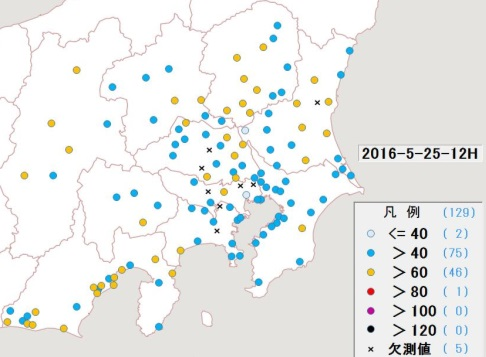 2016-5-25-12H
凡 例 (129)
<= 40 ( 2)
> 40 (75)
> 60 (46)
> 80 ( 1)
> 100 ( 0)
> 120 ( 0)
× 欠測値 ( 5)